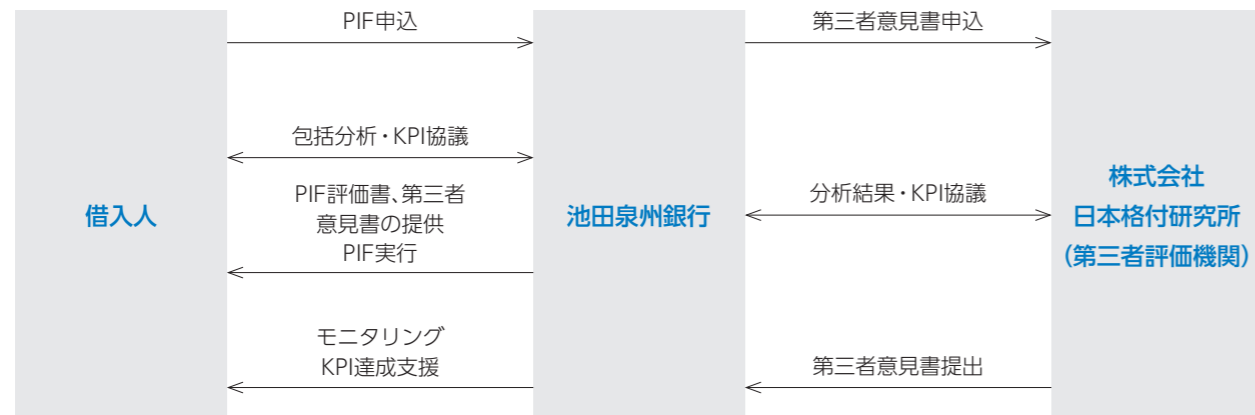 PIF申込
第三者意見書申込
包括分析・KPI協議
PIF評価書、第三者
意見書の提供
PIF実行
分析結果・KPI協議
借入人
池田泉州銀行
株式会社
日本格付研究所
(第三者評価機関)
モニタリング
KPI達成支援
第三者意見書提出